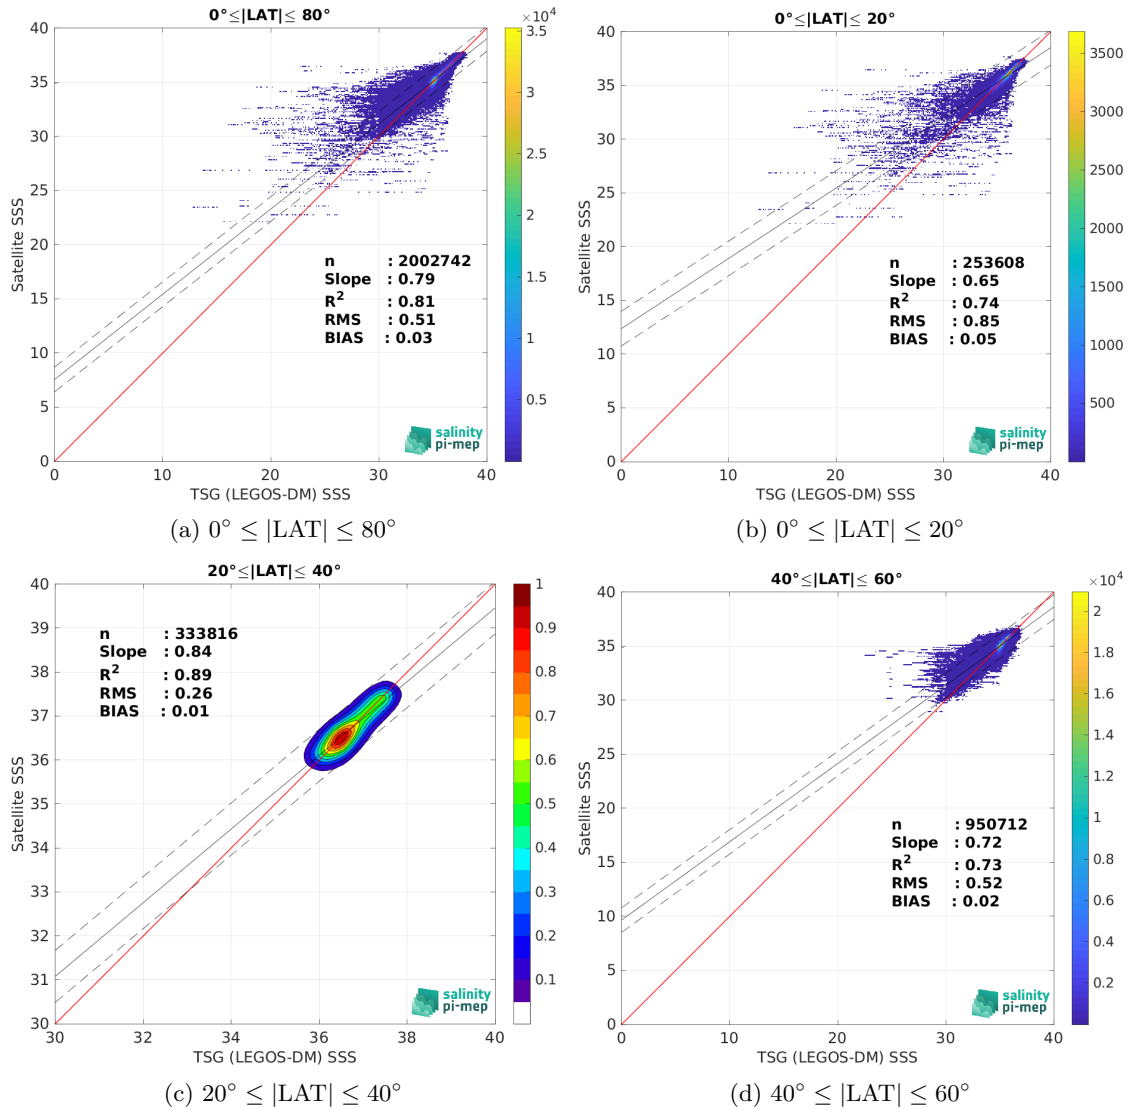 0°≤|LAT|≤ 80°
×10⁴
40
35
30
25
20
15
10
5
0
0 10 20 30 40
Satellite SSS
TSG (LEGOS-DM) SSS
n : 2002742
Slope : 0.79
R² : 0.81
RMS : 0.51
BIAS : 0.03
3.5
3
2.5
2
1.5
1
0.5
salinity
pi-mep
(a) 0° ≤ |LAT| ≤ 80°
0°≤|LAT|≤ 20°
40
35
30
25
20
15
10
5
0
0 10 20 30 40
Satellite SSS
TSG (LEGOS-DM) SSS
n : 253608
Slope : 0.65
R² : 0.74
RMS : 0.85
BIAS : 0.05
3500
3000
2500
2000
1500
1000
500
salinity
pi-mep
(b) 0° ≤ |LAT| ≤ 20°
20°≤|LAT|≤ 40°
40
39
38
37
36
35
34
33
32
31
30
30 32 34 36 38 40
Satellite SSS
TSG (LEGOS-DM) SSS
n : 333816
Slope : 0.84
R² : 0.89
RMS : 0.26
BIAS : 0.01
1
0.9
0.8
0.7
0.6
0.5
0.4
0.3
0.2
0.1
salinity
pi-mep
(c) 20° ≤ |LAT| ≤ 40°
40°≤|LAT|≤ 60°
×10⁴
40
35
30
25
20
15
10
5
0
0 10 20 30 40
Satellite SSS
TSG (LEGOS-DM) SSS
n : 950712
Slope : 0.72
R² : 0.73
RMS : 0.52
BIAS : 0.02
2
1.8
1.6
1.4
1.2
1
0.8
0.6
0.4
0.2
salinity
pi-mep
(d) 40° ≤ |LAT| ≤ 60°